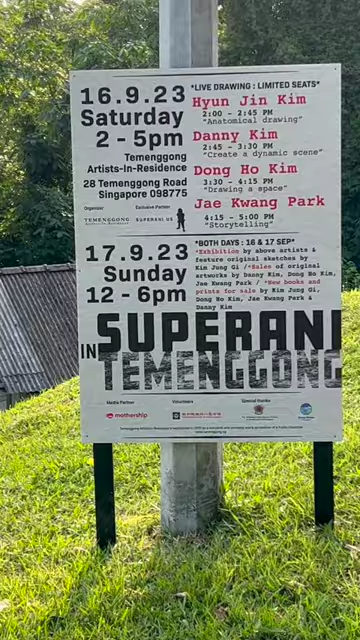 16.9.23
Saturday
2 - 5pm
Temenggong
Artists-In-Residence
28 Temenggong Road
Singapore 098775
Organizer
Exclusive Partner
TEMENGGONG
SUPERANI US
*LIVE DRAWING : LIMITED SEATS*
Hyun Jin Kim
2:00 - 2:45 PM
"Anatomical drawing"
Danny Kim
2:45 - 3:30 PM
"Create a dynamic scene"
Dong Ho Kim
3:30 - 4:15 PM
"Drawing a space"
Jae Kwang Park
4:15 - 5:00 PM
"Storytelling"
17.9.23
Sunday
12 - 6pm
*BOTH DAYS : 16 & 17 SEP*
*Exhibition by above artists &
feature original sketches by
Kim Jung Gi /*Sales of original
artworks by Danny Kim, Dong Ho Kim,
Jae Kwang Park / *New books and
prints for sale by Kim Jung Gi,
Dong Ho Kim, Jae Kwang Park &
Danny Kim
SUPERANI
IN TEMENGGONG
Media Partner
mothership
Volunteers
Special thanks